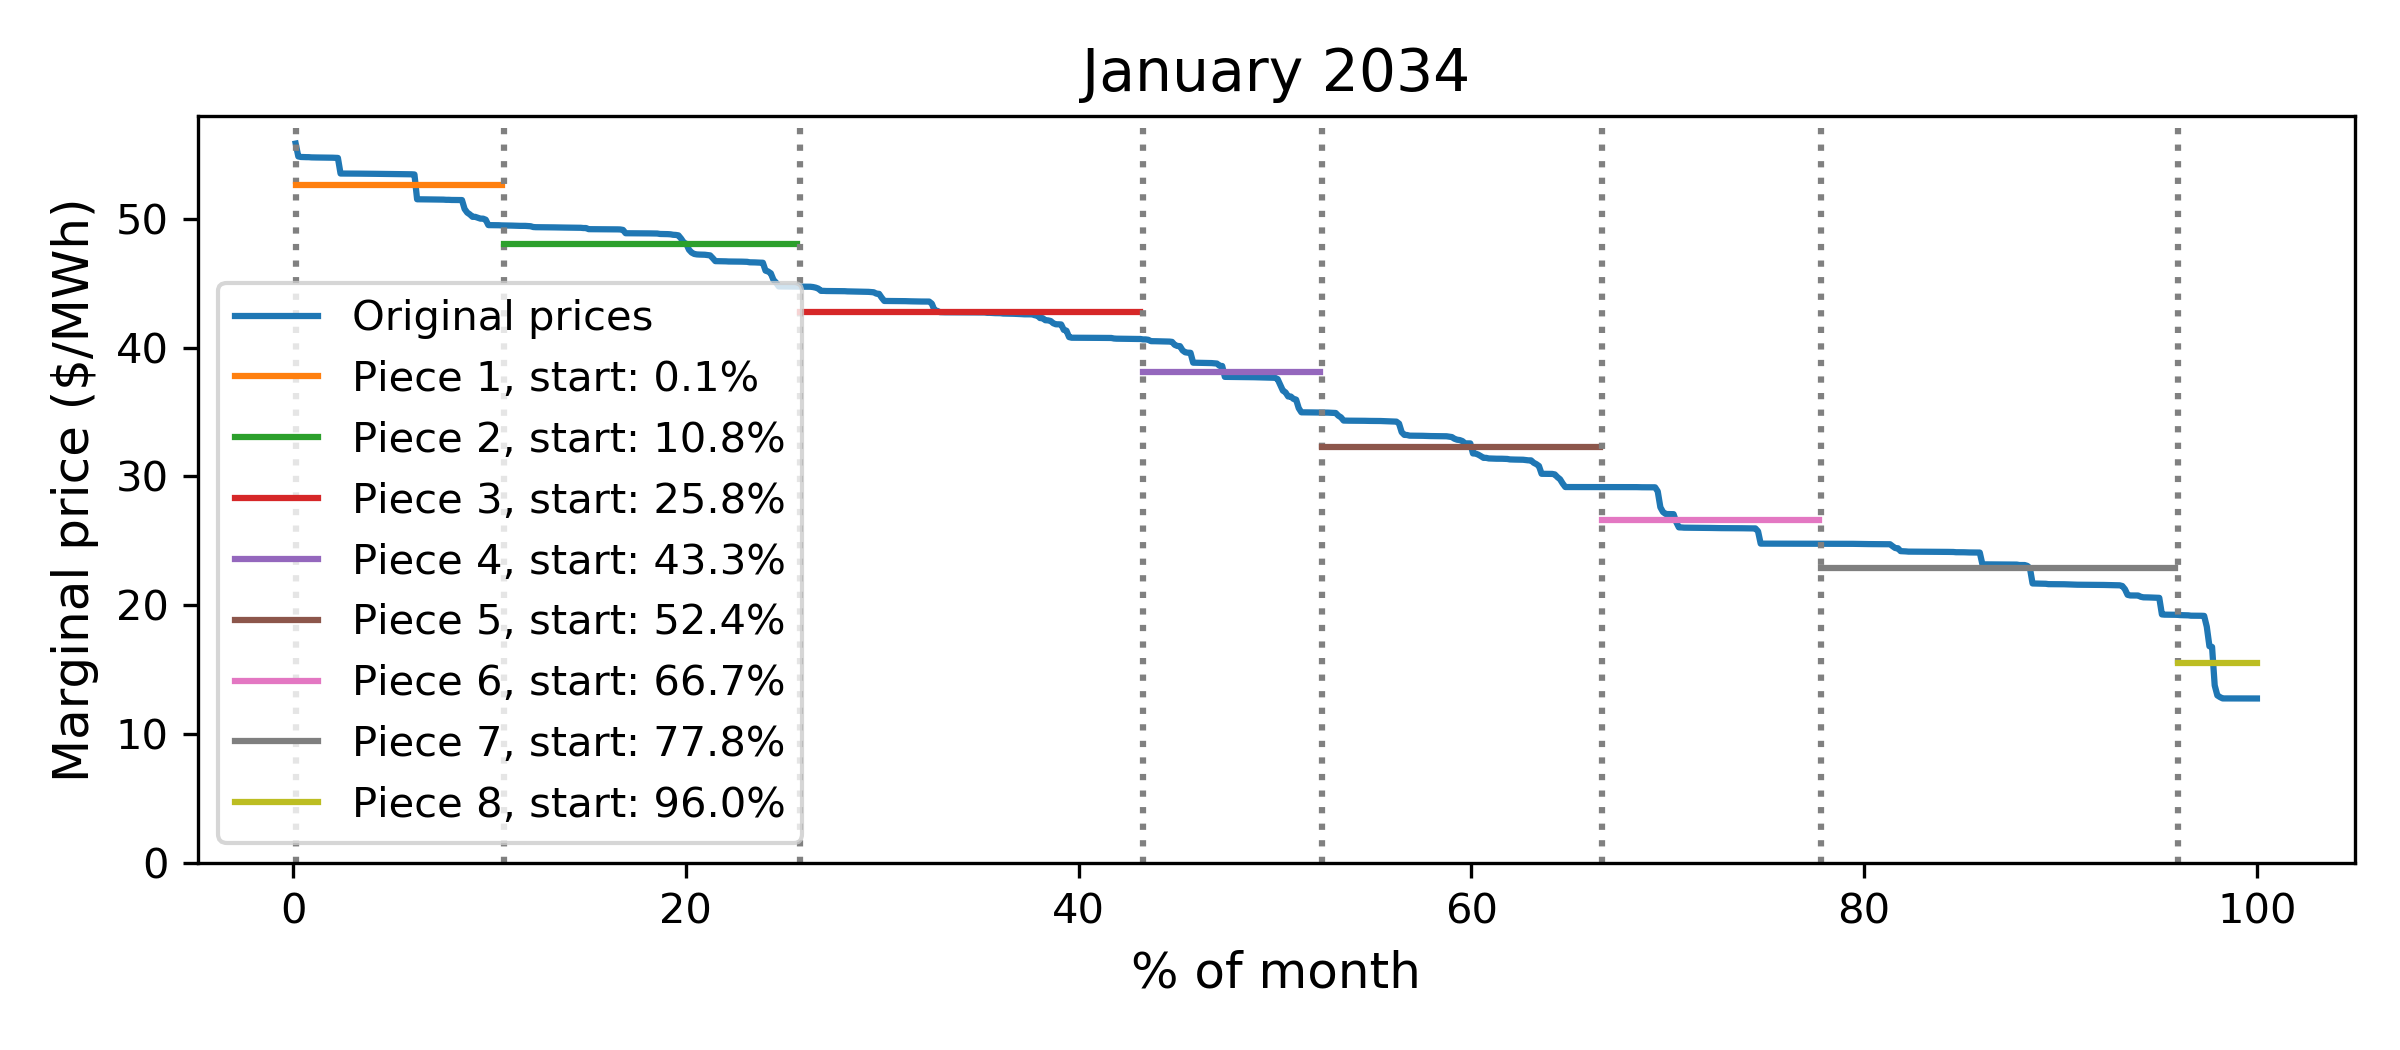 January 2034
Marginal price ($/MWh)
50
40
30
20
10
0
Original prices
Piece 1, start: 0.1%
Piece 2, start: 10.8%
Piece 3, start: 25.8%
Piece 4, start: 43.3%
Piece 5, start: 52.4%
Piece 6, start: 66.7%
Piece 7, start: 77.8%
Piece 8, start: 96.0%
0 20 40 60 80 100
% of month